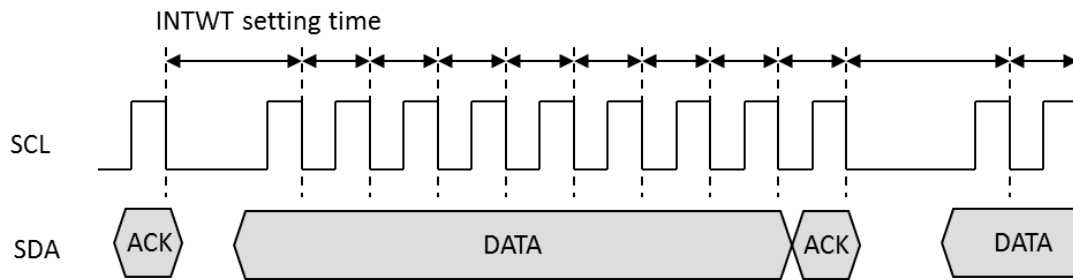 INTWT setting time
SCL
SDA
ACK
DATA
ACK
DATA